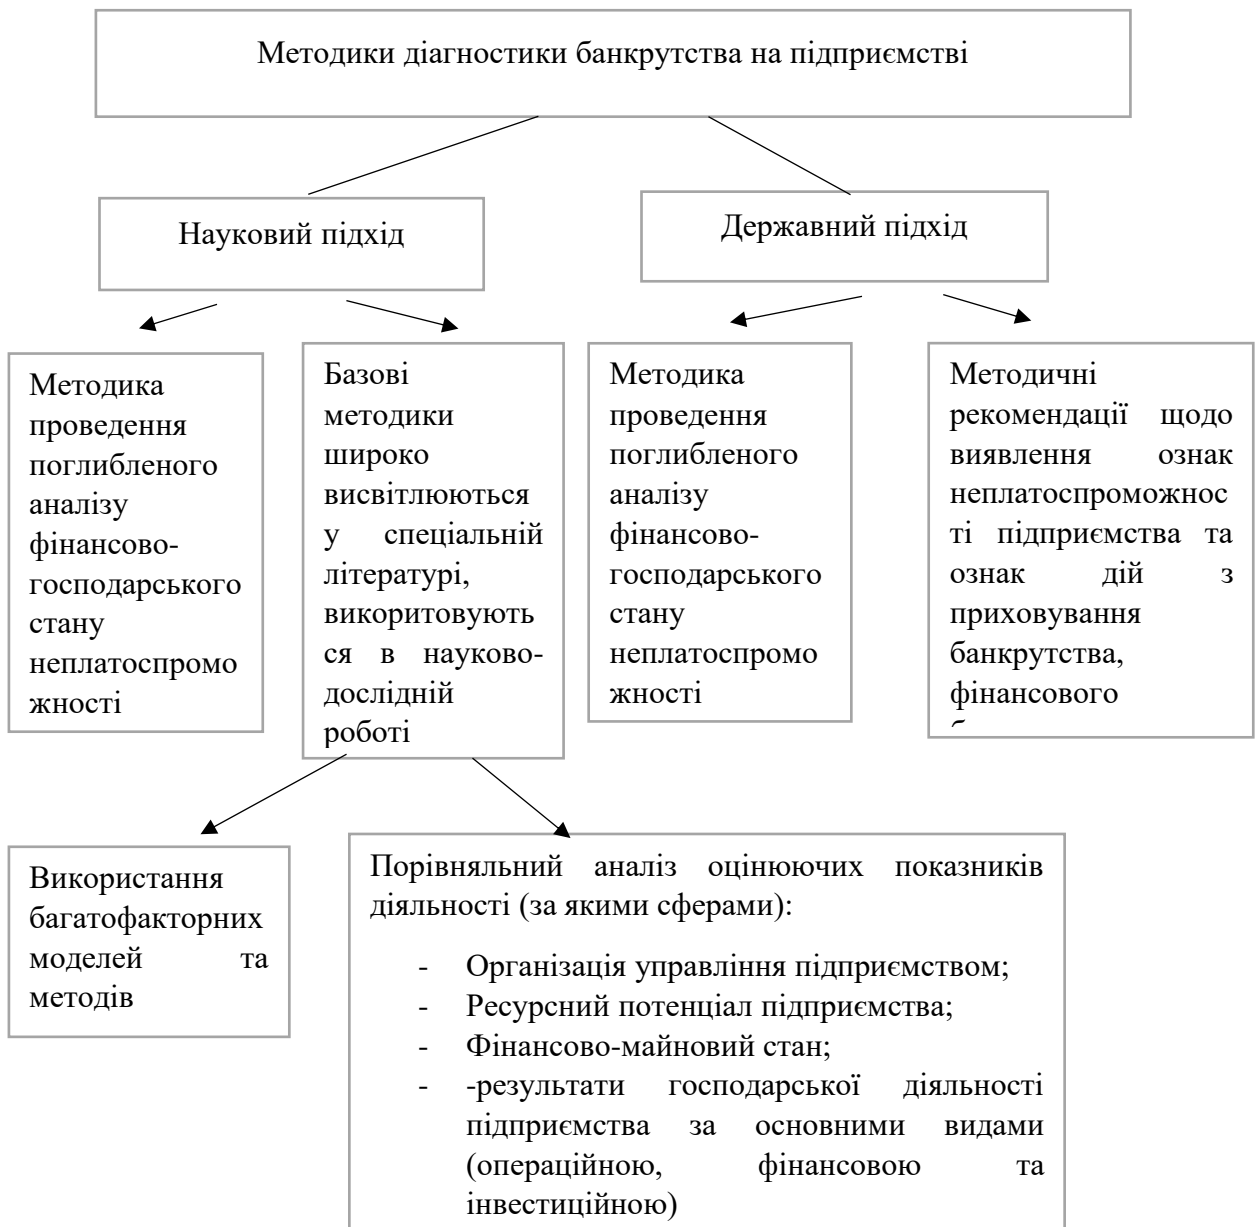 Методики діагностики банкрутства на підприємстві
Науковий підхід
Державний підхід
Методика
проведення
поглибленого
аналізу
фінансово-
господарського
стану
неплатоспромо
жності
Базові
методики
широко
висвітлюються
у спеціальній
літературі,
викоритовують
ся в науково-
дослідній
роботі
Методика
проведення
поглибленого
аналізу
фінансово-
господарського
стану
неплатоспромо
жності
Методичні
рекомендації щодо
виявлення ознак
неплатоспроможнос
ті підприємства та
ознак дій з
приховування
банкрутства,
фінансового
Використання
багатофакторних
моделей та
методів
Порівняльний аналіз оцінюючих показників
діяльності (за якими сферами):
- Організація управління підприємством;
- Ресурсний потенціал підприємства;
- Фінансово-майновий стан;
- -результати господарської діяльності
підприємства за основними видами
(операційною, фінансовою та
інвестиційною)